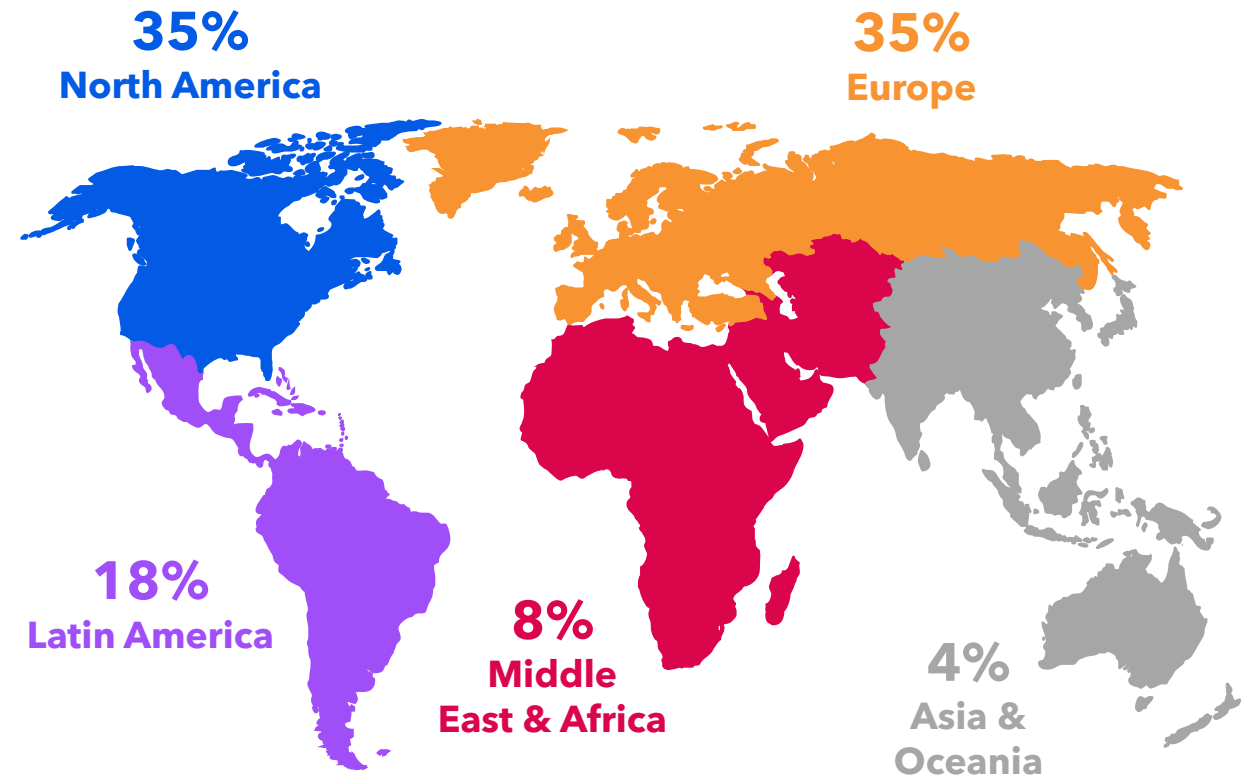 35%
North America
35%
Europe
18%
Latin America
8%
Middle
East & Africa
4%
Asia &
Oceania